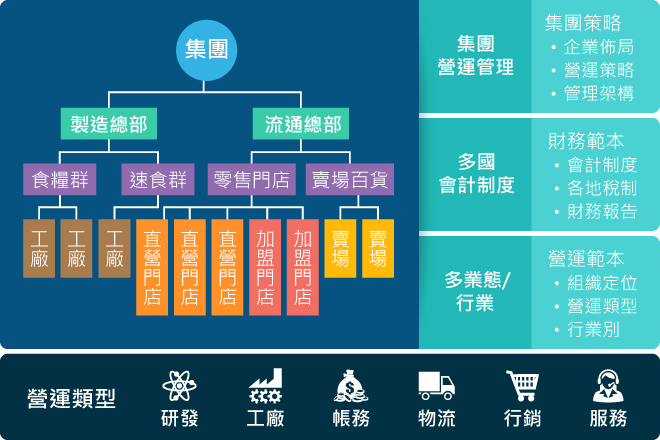 集團
製造總部
流通總部
食糧群
速食群
零售門店
賣場百貨
工廠
工廠
工廠
直營門店
直營門店
直營門店
加盟門店
加盟門店
賣場
賣場
集團
營運管理
集團策略
• 企業佈局
• 營運策略
• 管理架構
多國
會計制度
財務範本
• 會計制度
• 各地稅制
• 財務報告
多業態/
行業
營運範本
• 組織定位
• 營運類型
• 行業別
營運類型
研發
工廠
帳務
物流
行銷
服務